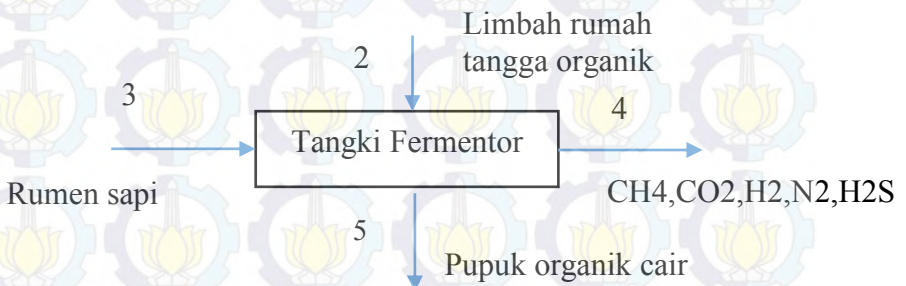 Limbah rumah
tangga organik
2
3
4
Tangki Fermentor
Rumen sapi
CH4,CO2,H2,N2,H2S
5
Pupuk organik cair